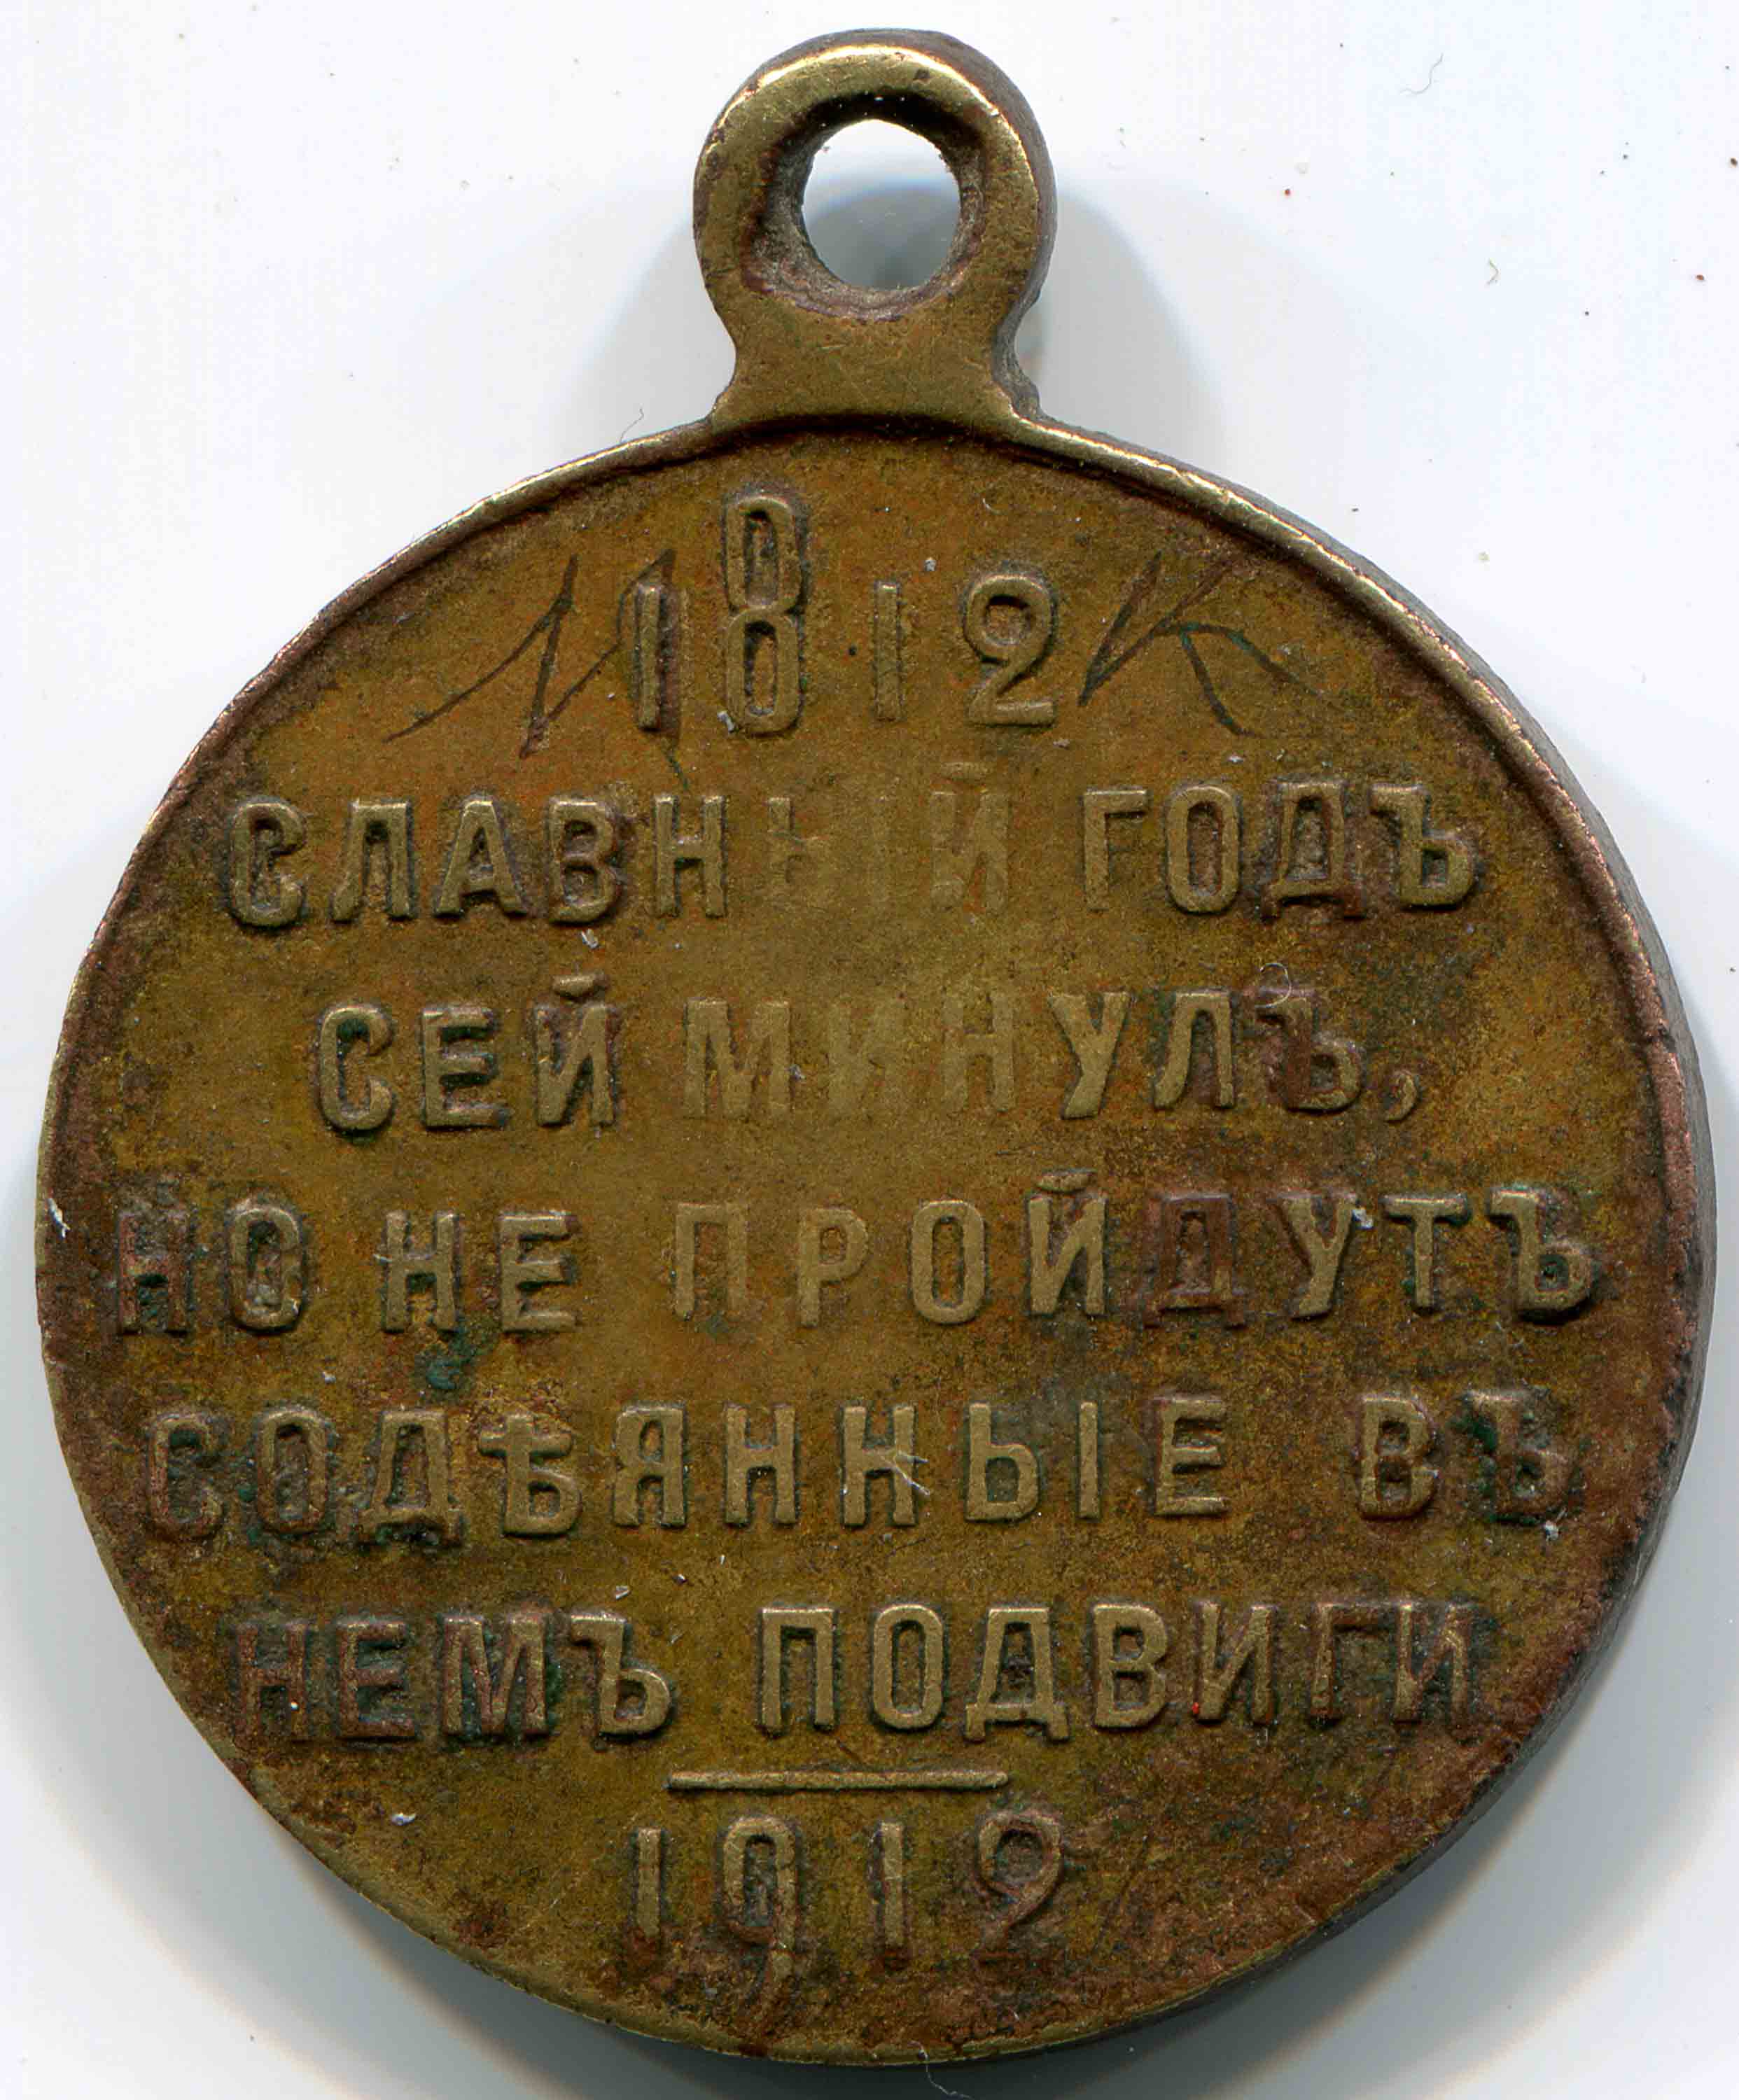 1812
СЛАВНЫЙ ГОДЪ
СЕЙ МИНУЛЪ,
НО НЕ ПРОЙДУТЪ
СОДѢЯННЫЕ ВЪ
НЕМЪ ПОДВИГИ
1912